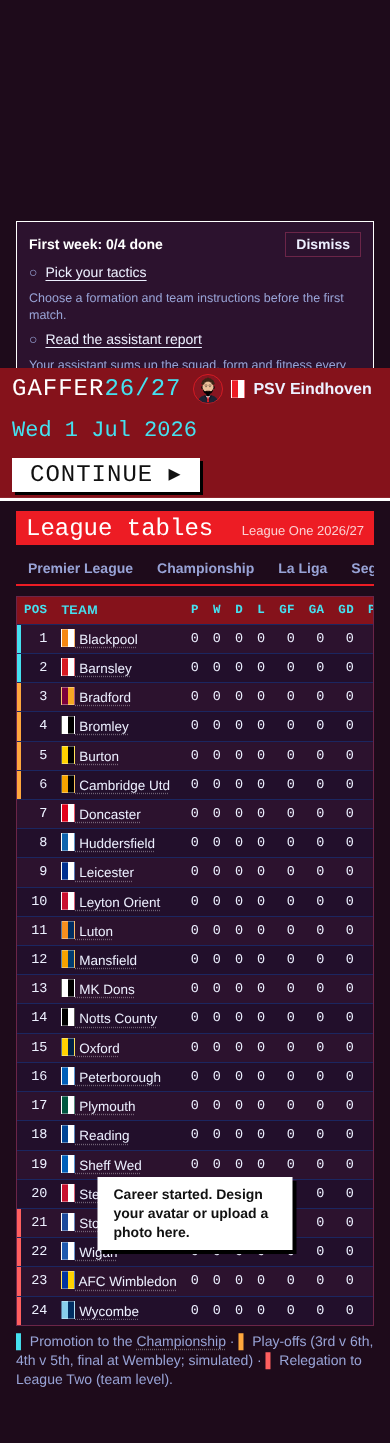 First week: 0/4 done Dismiss
○ Pick your tactics
Choose a formation and team instructions before the first
match.
○ Read the assistant report
Your assistant sums up the squad, form and fitness every
GAFFER26/27 PSV Eindhoven
Wed 1 Jul 2026
CONTINUE ►
League tables League One 2026/27
Premier League Championship La Liga Seg
POS TEAM P W D L GF GA GD
1 Blackpool 0 0 0 0 0 0 0
2 Barnsley 0 0 0 0 0 0 0
3 Bradford 0 0 0 0 0 0 0
4 Bromley 0 0 0 0 0 0 0
5 Burton 0 0 0 0 0 0 0
6 Cambridge Utd 0 0 0 0 0 0 0
7 Doncaster 0 0 0 0 0 0 0
8 Huddersfield 0 0 0 0 0 0 0
9 Leicester 0 0 0 0 0 0 0
10 Leyton Orient 0 0 0 0 0 0 0
11 Luton 0 0 0 0 0 0 0
12 Mansfield 0 0 0 0 0 0 0
13 MK Dons 0 0 0 0 0 0 0
14 Notts County 0 0 0 0 0 0 0
15 Oxford 0 0 0 0 0 0 0
16 Peterborough 0 0 0 0 0 0 0
17 Plymouth 0 0 0 0 0 0 0
18 Reading 0 0 0 0 0 0 0
19 Sheff Wed 0 0 0 0 0 0 0
20 Ste 0 0
21 Sto 0 0
22 Wigan 0 0
23 AFC Wimbledon 0 0 0 0 0 0 0
24 Wycombe 0 0 0 0 0 0 0
Career started. Design
your avatar or upload a
photo here.
Promotion to the Championship · Play-offs (3rd v 6th,
4th v 5th, final at Wembley; simulated) · Relegation to
League Two (team level).